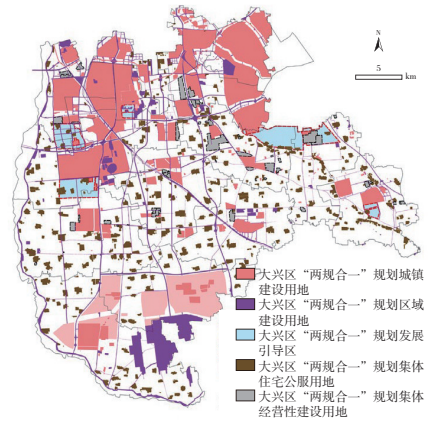 N
5
km
大兴区“两规合一”规划城镇
建设用地
大兴区“两规合一”规划区域
建设用地
大兴区“两规合一”规划发展
引导区
大兴区“两规合一”规划集体
住宅公服用地
大兴区“两规合一”规划集体
经营性建设用地